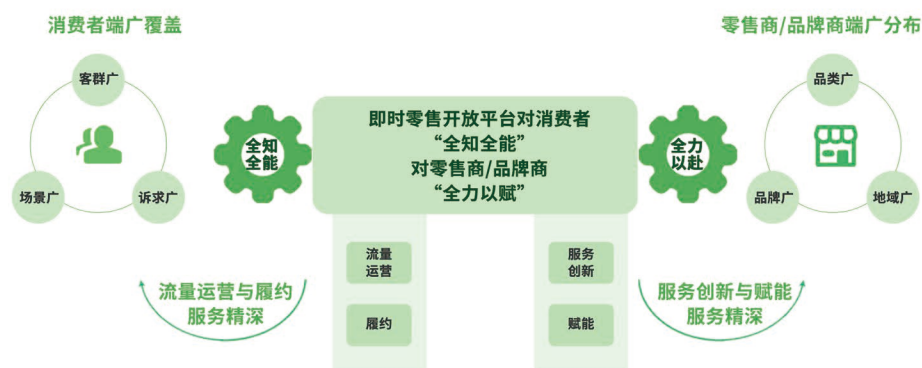 消费者端广覆盖
零售商/品牌商端广分布
客群广
场景广
诉求广
全知
全能
即时零售开放平台对消费者
“全知全能”
对零售商/品牌商
“全力以赋”
全力
以赴
品类广
品牌广
地域广
流量
运营
履约
服务
创新
赋能
流量运营与履约
服务精深
服务创新与赋能
服务精深